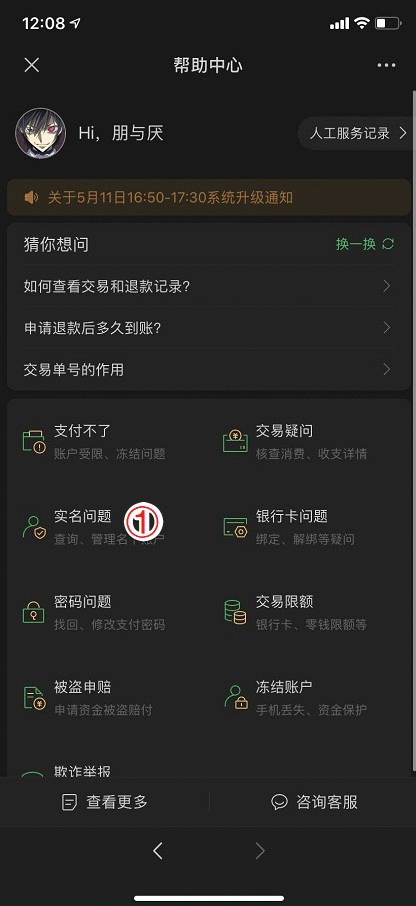 12:08
帮助中心
Hi，朋与厌
人工服务记录
关于5月11日16:50-17:30系统升级通知
猜你想问
换一换
如何查看交易和退款记录?
申请退款后多久到账?
交易单号的作用
支付不了
账户受限、冻结问题
交易疑问
核查消费、收支详情
实名问题
查询、管理名下账户
1
银行卡问题
绑定、解绑等疑问
密码问题
找回、修改支付密码
交易限额
银行卡、零钱限额等
被盗申赔
申请资金被盗赔付
冻结账户
手机丢失、资金保护
欺诈举报
查看更多
咨询客服